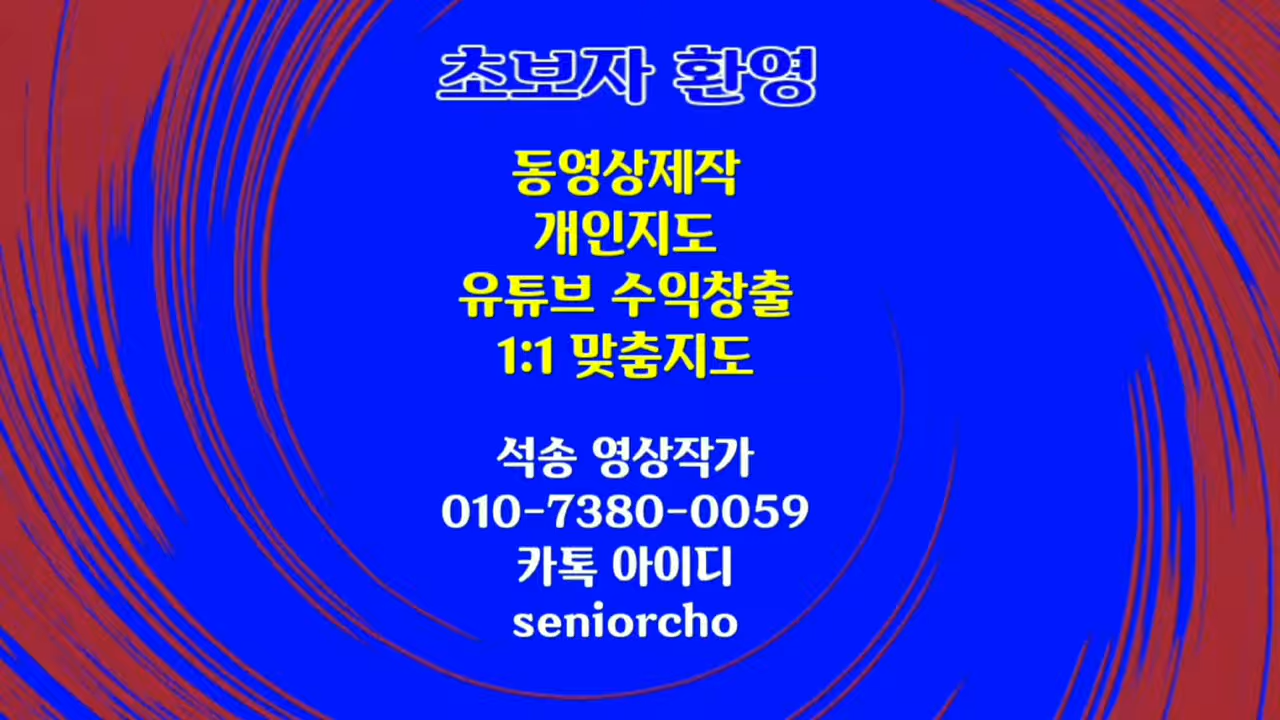 초보자 환영
동영상제작
개인지도
유튜브 수익창출
1:1 맞춤지도
석송 영상작가
010-7380-0059
카톡 아이디
seniorcho